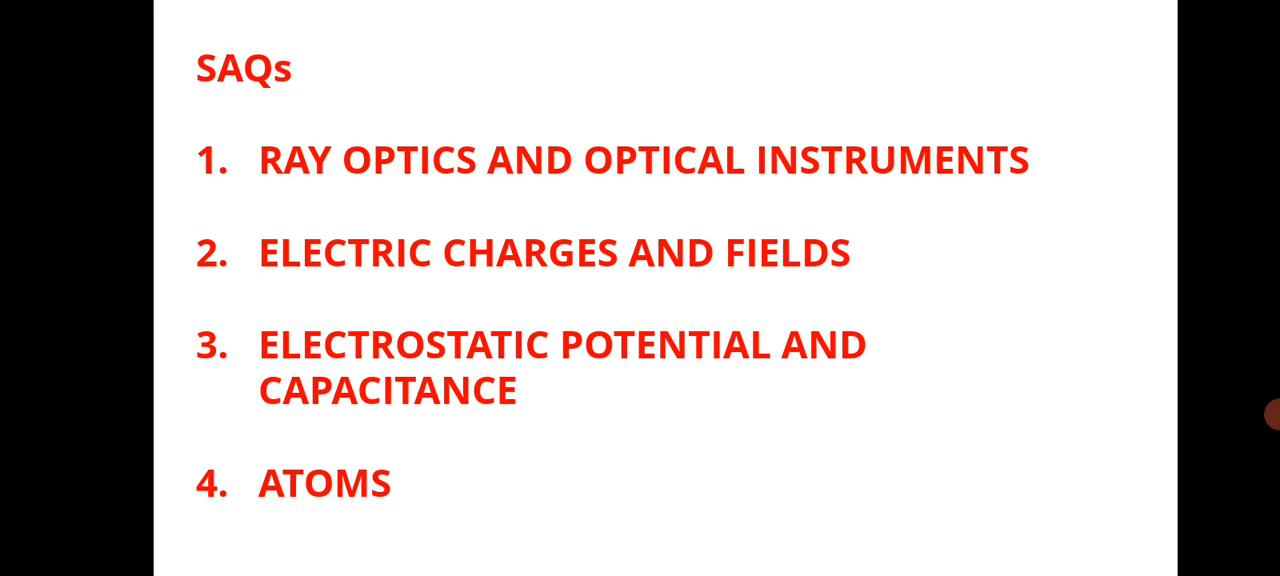 SAQs
1. RAY OPTICS AND OPTICAL INSTRUMENTS
2. ELECTRIC CHARGES AND FIELDS
3. ELECTROSTATIC POTENTIAL AND
CAPACITANCE
4. ATOMS